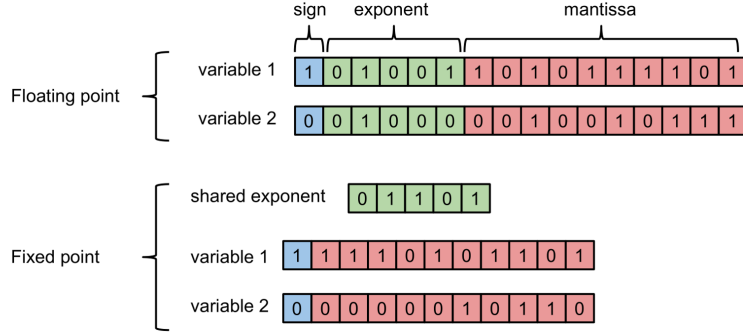 sign exponent mantissa
variable 1 1 0 1 0 0 1 1 0 1 0 1 1 1 1 0 1
Floating point
variable 2 0 0 1 0 0 0 0 0 1 0 0 1 0 1 1 1
shared exponent 0 1 1 0 1
Fixed point
variable 1 1 1 1 1 0 1 0 1 1 0 1
variable 2 0 0 0 0 0 0 1 0 1 1 0